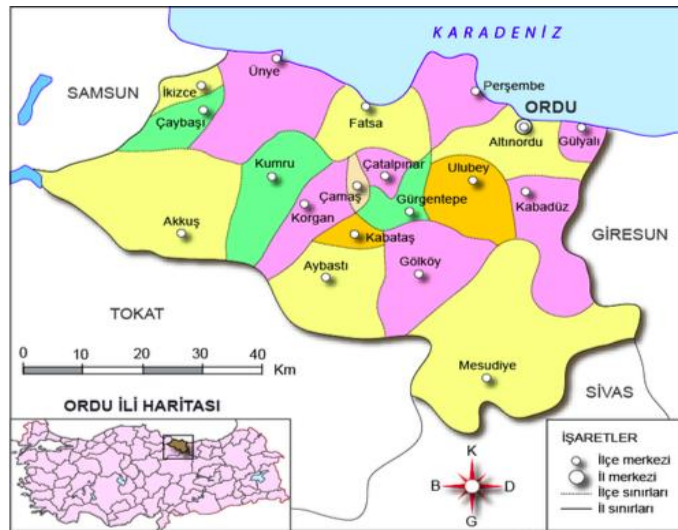 KARADENİZ
SAMSUN
Ünye
İkizce
Çaybaşı
Fatsa
Perşembe
ORDU
Altınordu
Gülyalı
Kumru
Çatalpınar
Ulubey
Çamaş
Korgan
Gürgentepe
Kabadüz
Akkuş
Kabataş
GİRESUN
Aybastı
Gölköy
TOKAT
Mesudiye
SİVAS
0 10 20 30 40
Km
ORDU İLİ HARİTASI
K
B D
G
İŞARETLER
İlçe merkezi
İl merkezi
İlçe sınırları
İl sınırları